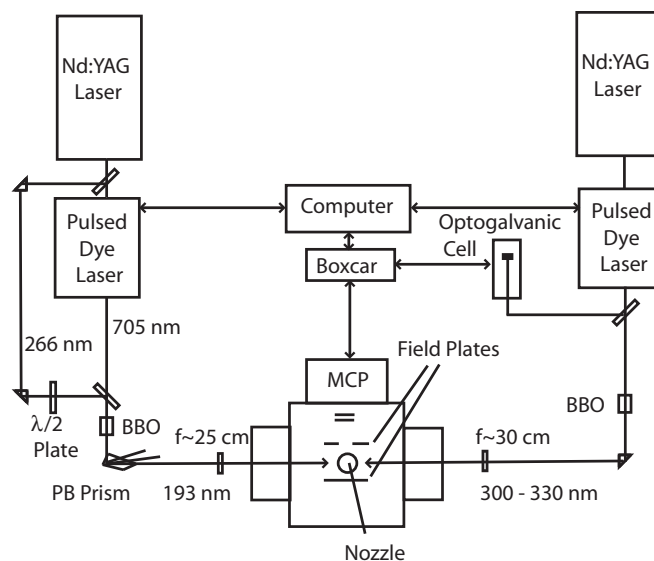 Nd:YAG
Laser
Nd:YAG
Laser
Pulsed
Dye
Laser
Computer
Optogalvanic
Cell
Pulsed
Dye
Laser
Boxcar
705 nm
266 nm
Field Plates
MCP
λ/2
Plate
BBO
BBO
f~25 cm
f~30 cm
PB Prism
193 nm
300 - 330 nm
Nozzle